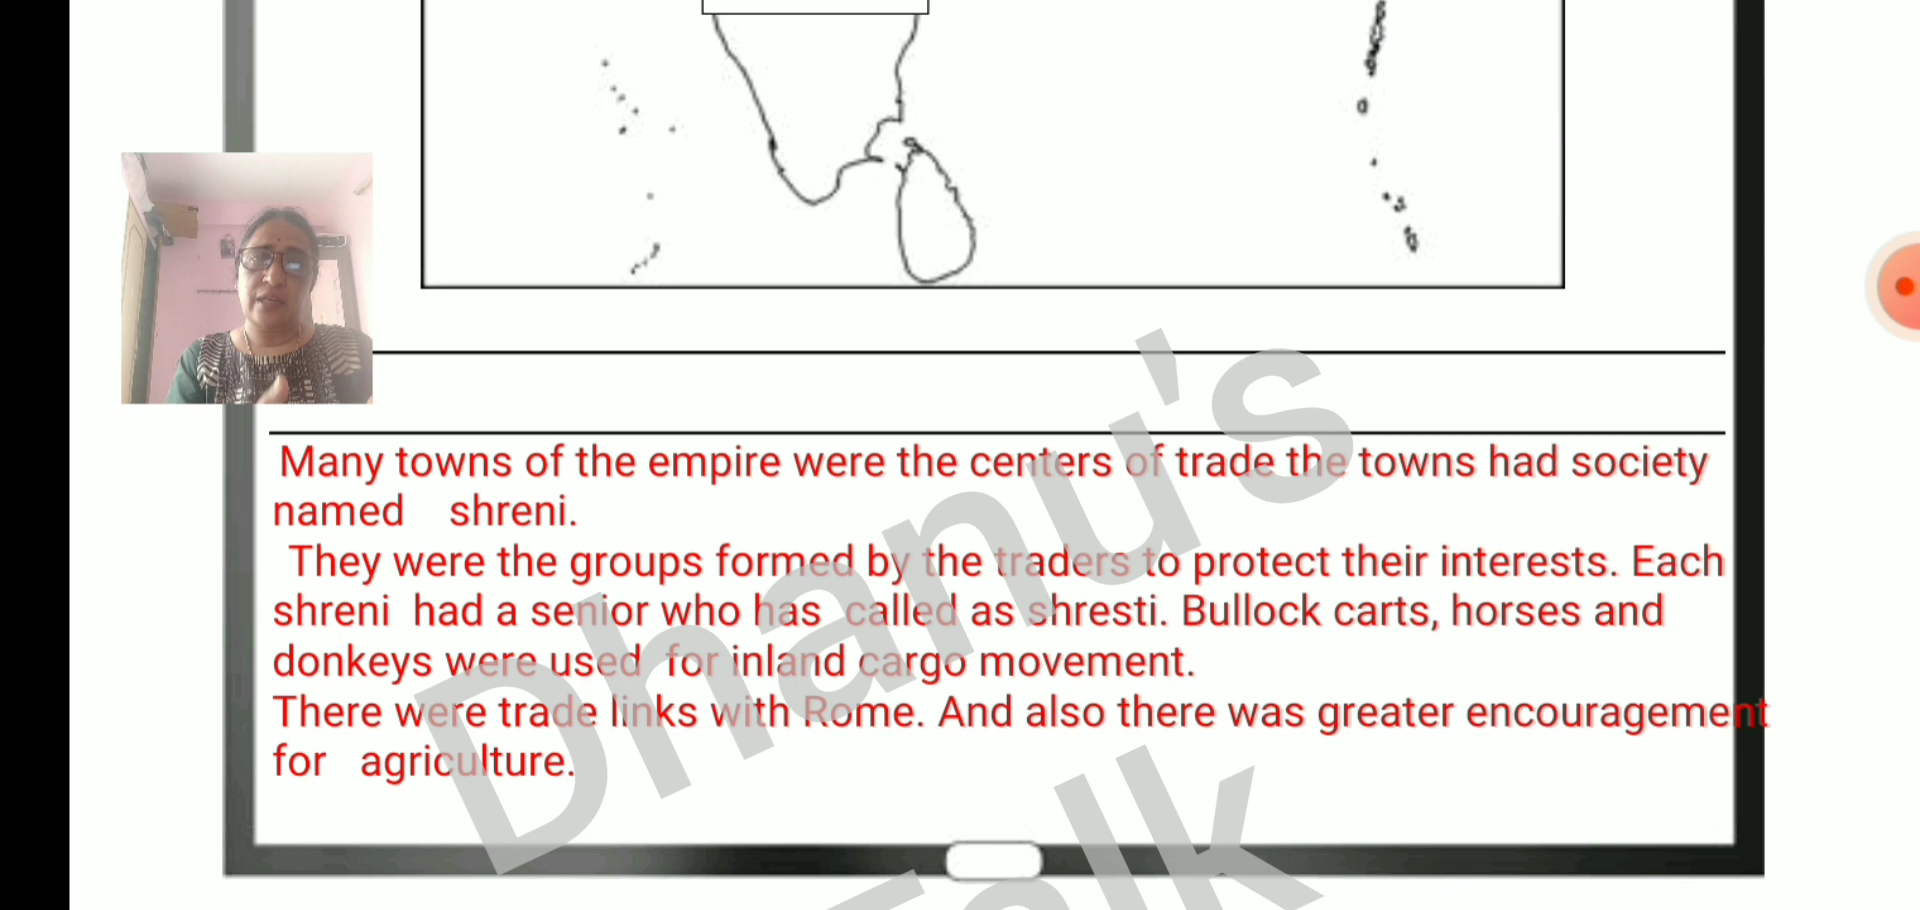 Many towns of the empire were the centers of trade the towns had society
named shreni.
They were the groups formed by the traders to protect their interests. Each
shreni had a senior who has called as shresti. Bullock carts, horses and
donkeys were used for inland cargo movement.
There were trade links with Rome. And also there was greater encouragement
for agriculture.
Dhanu's
Talk